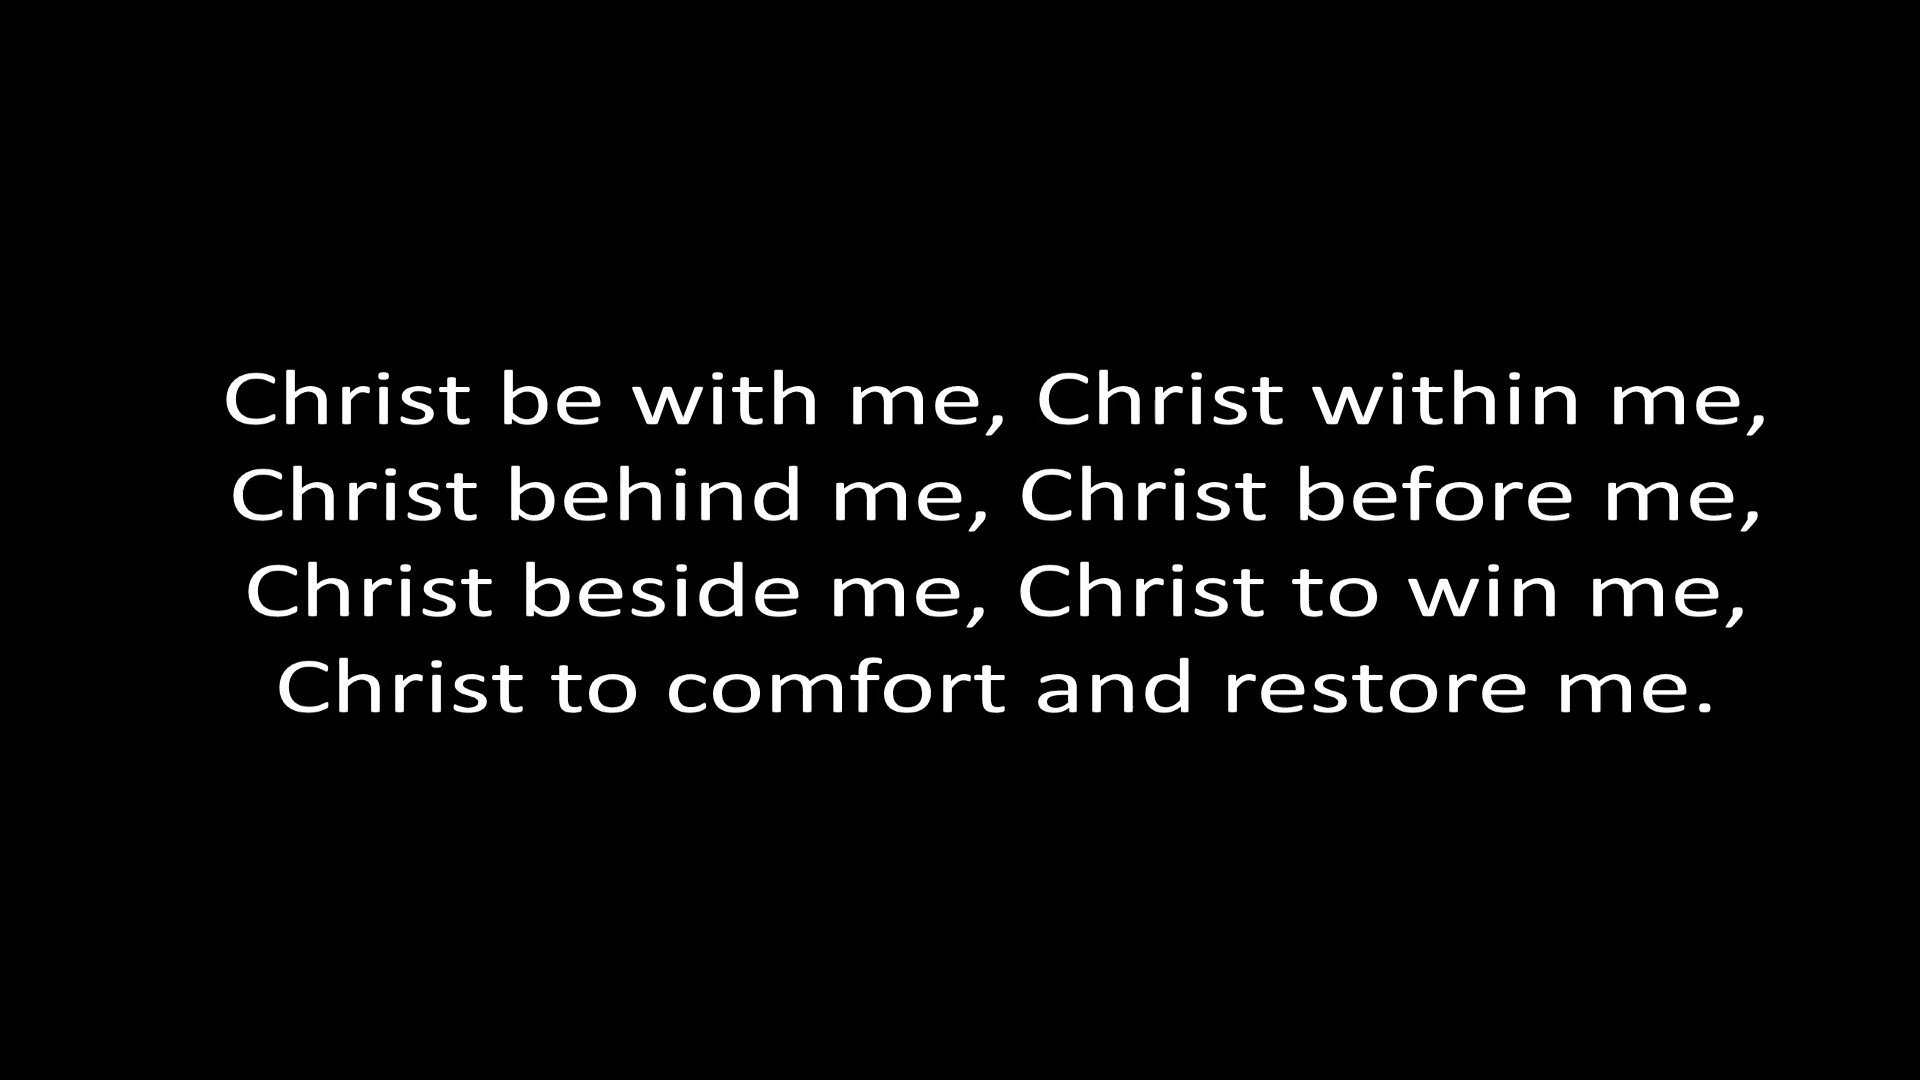 Christ be with me, Christ within me,
Christ behind me, Christ before me,
Christ beside me, Christ to win me,
Christ to comfort and restore me.